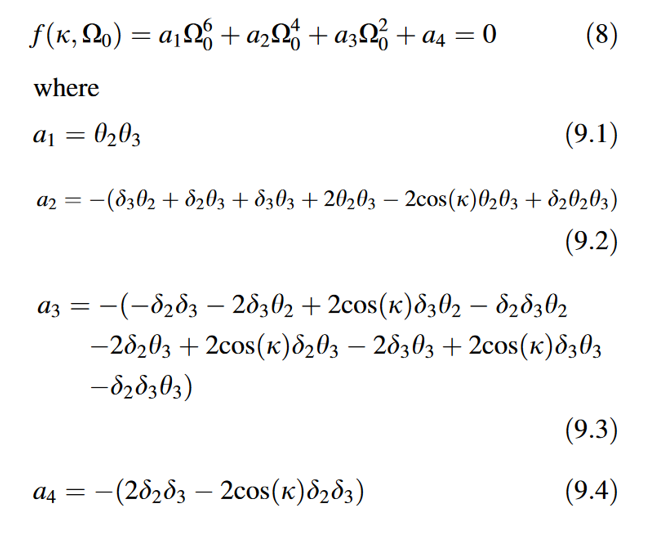 f(κ, Ω₀) = a₁Ω₀⁶ + a₂Ω₀⁴ + a₃Ω₀² + a₄ = 0 (8)
where
a₁ = θ₂θ₃ (9.1)
a₂ = −(δ₃θ₂ + δ₂θ₃ + δ₃θ₃ + 2θ₂θ₃ − 2cos(κ)θ₂θ₃ + δ₂θ₂θ₃)
(9.2)
a₃ = −(−δ₂δ₃ − 2δ₃θ₂ + 2cos(κ)δ₃θ₂ − δ₂δ₃θ₂
−2δ₂θ₃ + 2cos(κ)δ₂θ₃ − 2δ₃θ₃ + 2cos(κ)δ₃θ₃
−δ₂δ₃θ₃)
(9.3)
a₄ = −(2δ₂δ₃ − 2cos(κ)δ₂δ₃) (9.4)